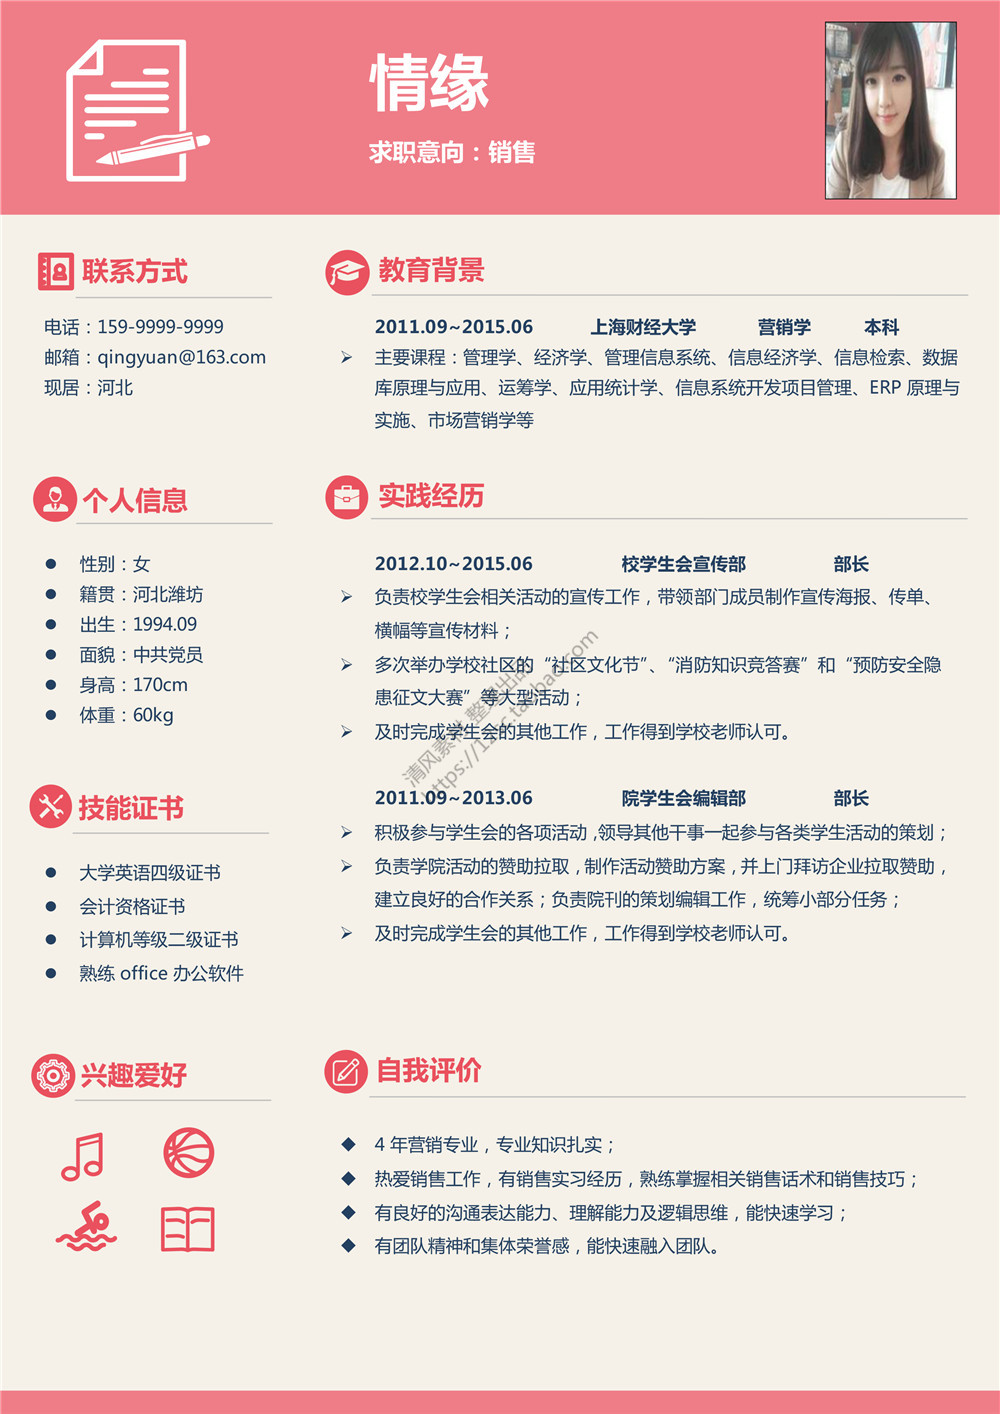 情缘
求职意向：销售
联系方式
电话：159-9999-9999
邮箱：qingyuan@163.com
现居：河北
个人信息
性别：女
籍贯：河北潍坊
出生：1994.09
面貌：中共党员
身高：170cm
体重：60kg
技能证书
大学英语四级证书
会计资格证书
计算机等级二级证书
熟练 office 办公软件
兴趣爱好
教育背景
2011.09~2015.06 上海财经大学 营销学 本科
主要课程：管理学、经济学、管理信息系统、信息经济学、信息检索、数据
库原理与应用、运筹学、应用统计学、信息系统开发项目管理、ERP 原理与
实施、市场营销学等
实践经历
2012.10~2015.06 校学生会宣传部 部长
负责校学生会相关活动的宣传工作，带领部门成员制作宣传海报、传单、
横幅等宣传材料；
多次举办学校社区的“社区文化节”、“消防知识竞答赛”和“预防安全隐
患征文大赛”等大型活动；
及时完成学生会的其他工作，工作得到学校老师认可。
2011.09~2013.06 院学生会编辑部 部长
积极参与学生会的各项活动,领导其他干事一起参与各类学生活动的策划；
负责学院活动的赞助拉取，制作活动赞助方案，并上门拜访企业拉取赞助，
建立良好的合作关系；负责院刊的策划编辑工作，统筹小部分任务；
及时完成学生会的其他工作，工作得到学校老师认可。
自我评价
4 年营销专业，专业知识扎实；
热爱销售工作，有销售实习经历，熟练掌握相关销售话术和销售技巧；
有良好的沟通表达能力、理解能力及逻辑思维，能快速学习；
有团队精神和集体荣誉感，能快速融入团队。
清风素材 整理出的